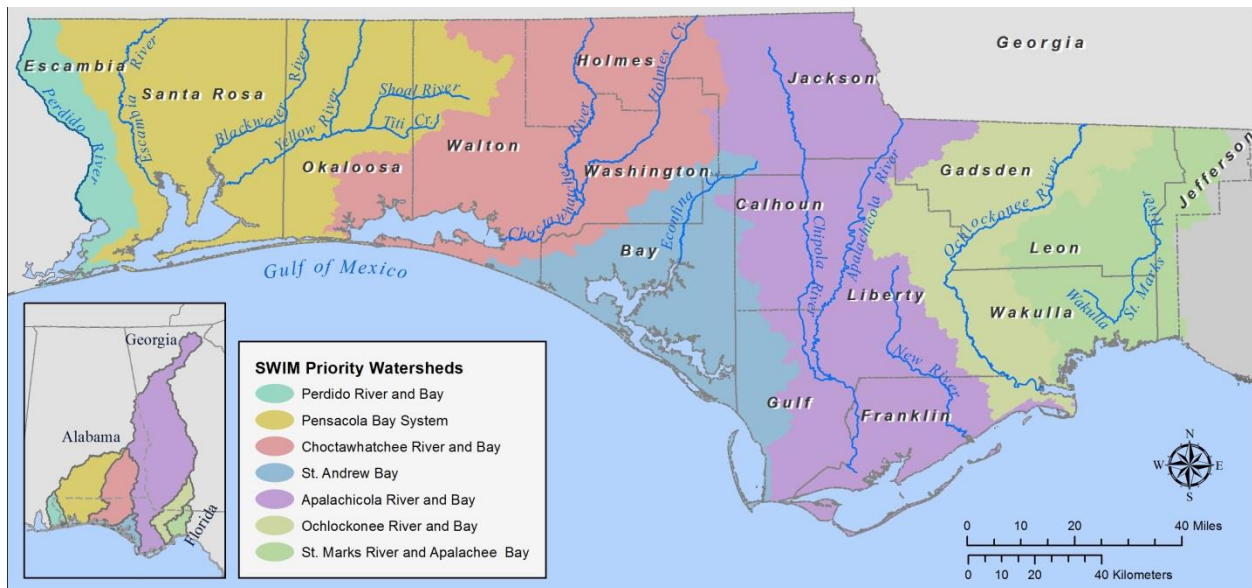 Georgia
Escambia
Holmes
Jackson
Santa Rosa
Perdido River
Escambia River
Blackwater River
Yellow River
Shoal River
Titi Cr.
Okaloosa
Walton
Holmes Cr.
Washington
Choctawhatchee River
Econfina C
Bay
Calhoun
Chipola River
Apalachicola River
Gadsden
Ochlockonee River
Jefferson
Leon
Liberty
Wakulla
Wakulla
St. Marks River
New River
Gulf
Franklin
Gulf of Mexico
Georgia
Alabama
Florida
SWIM Priority Watersheds
Perdido River and Bay
Pensacola Bay System
Choctawhatchee River and Bay
St. Andrew Bay
Apalachicola River and Bay
Ochlockonee River and Bay
St. Marks River and Apalachee Bay
N
W E
S
0 10 20 40 Miles
0 10 20 40 Kilometers